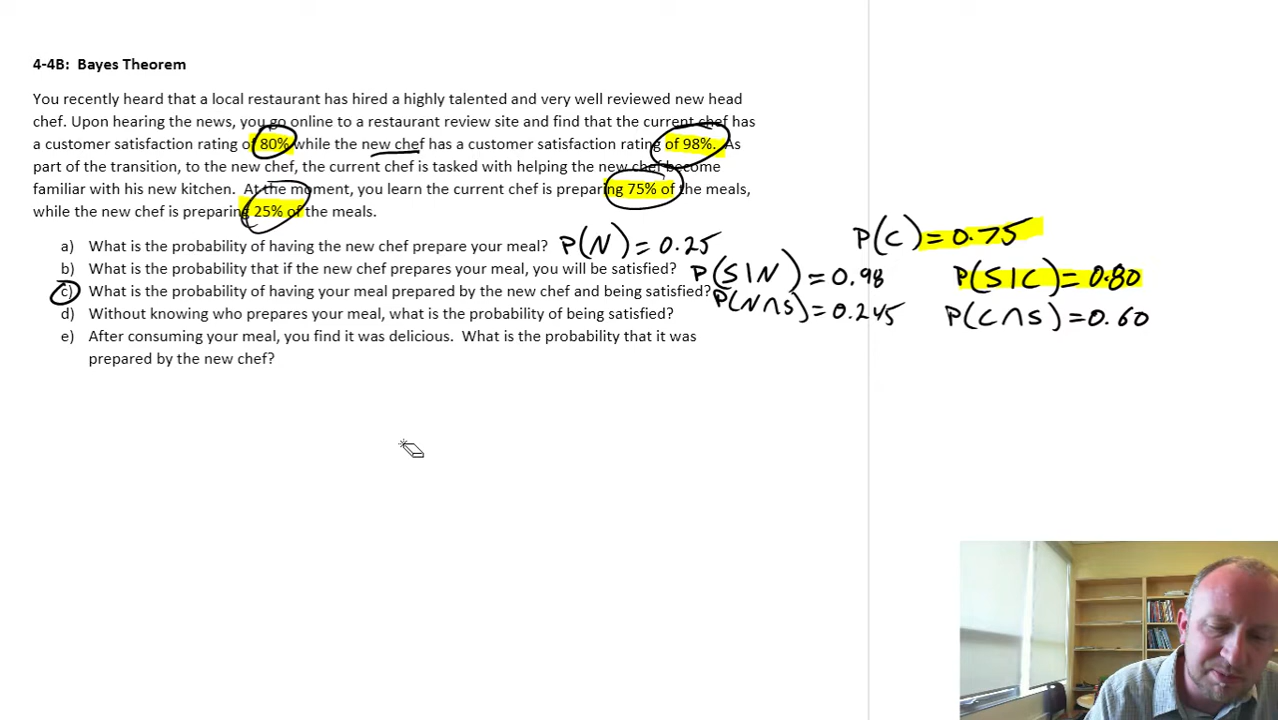 4-4B: Bayes Theorem
You recently heard that a local restaurant has hired a highly talented and very well reviewed new head
chef. Upon hearing the news, you go online to a restaurant review site and find that the current chef has
a customer satisfaction rating of 80% while the new chef has a customer satisfaction rating of 98%. As
part of the transition, to the new chef, the current chef is tasked with helping the new chef become
familiar with his new kitchen. At the moment, you learn the current chef is preparing 75% of the meals,
while the new chef is preparing 25% of the meals.
a) What is the probability of having the new chef prepare your meal? P(N) = 0.25 P(C) = 0.75
b) What is the probability that if the new chef prepares your meal, you will be satisfied? P(S|N) = 0.98 P(S|C) = 0.80
c) What is the probability of having your meal prepared by the new chef and being satisfied? P(N∩S) = 0.245 P(C∩S) = 0.60
d) Without knowing who prepares your meal, what is the probability of being satisfied?
e) After consuming your meal, you find it was delicious. What is the probability that it was
prepared by the new chef?